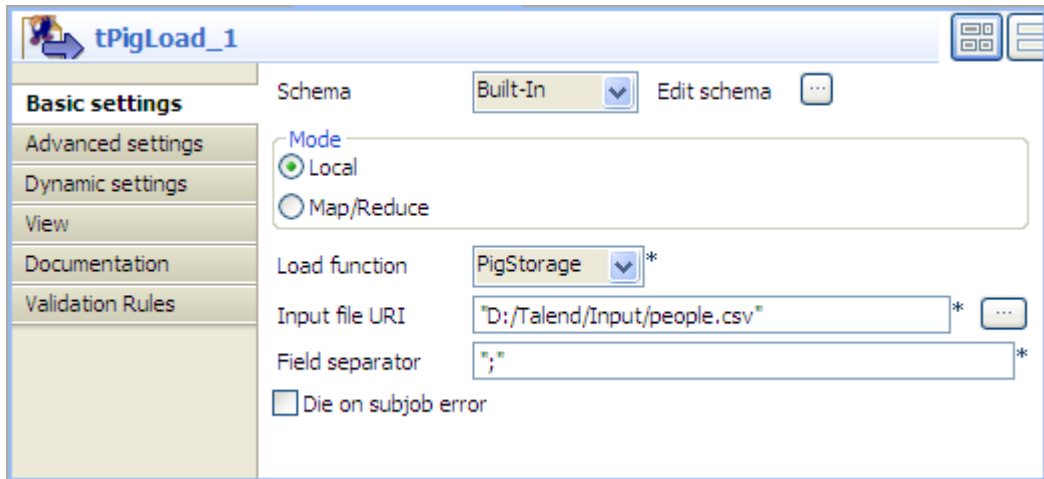 tPigLoad_1
Basic settings
Advanced settings
Dynamic settings
View
Documentation
Validation Rules
Schema Built-In Edit schema ...
Mode
Local
Map/Reduce
Load function PigStorage *
Input file URI "D:/Talend/Input/people.csv" * ...
Field separator ";" *
Die on subjob error